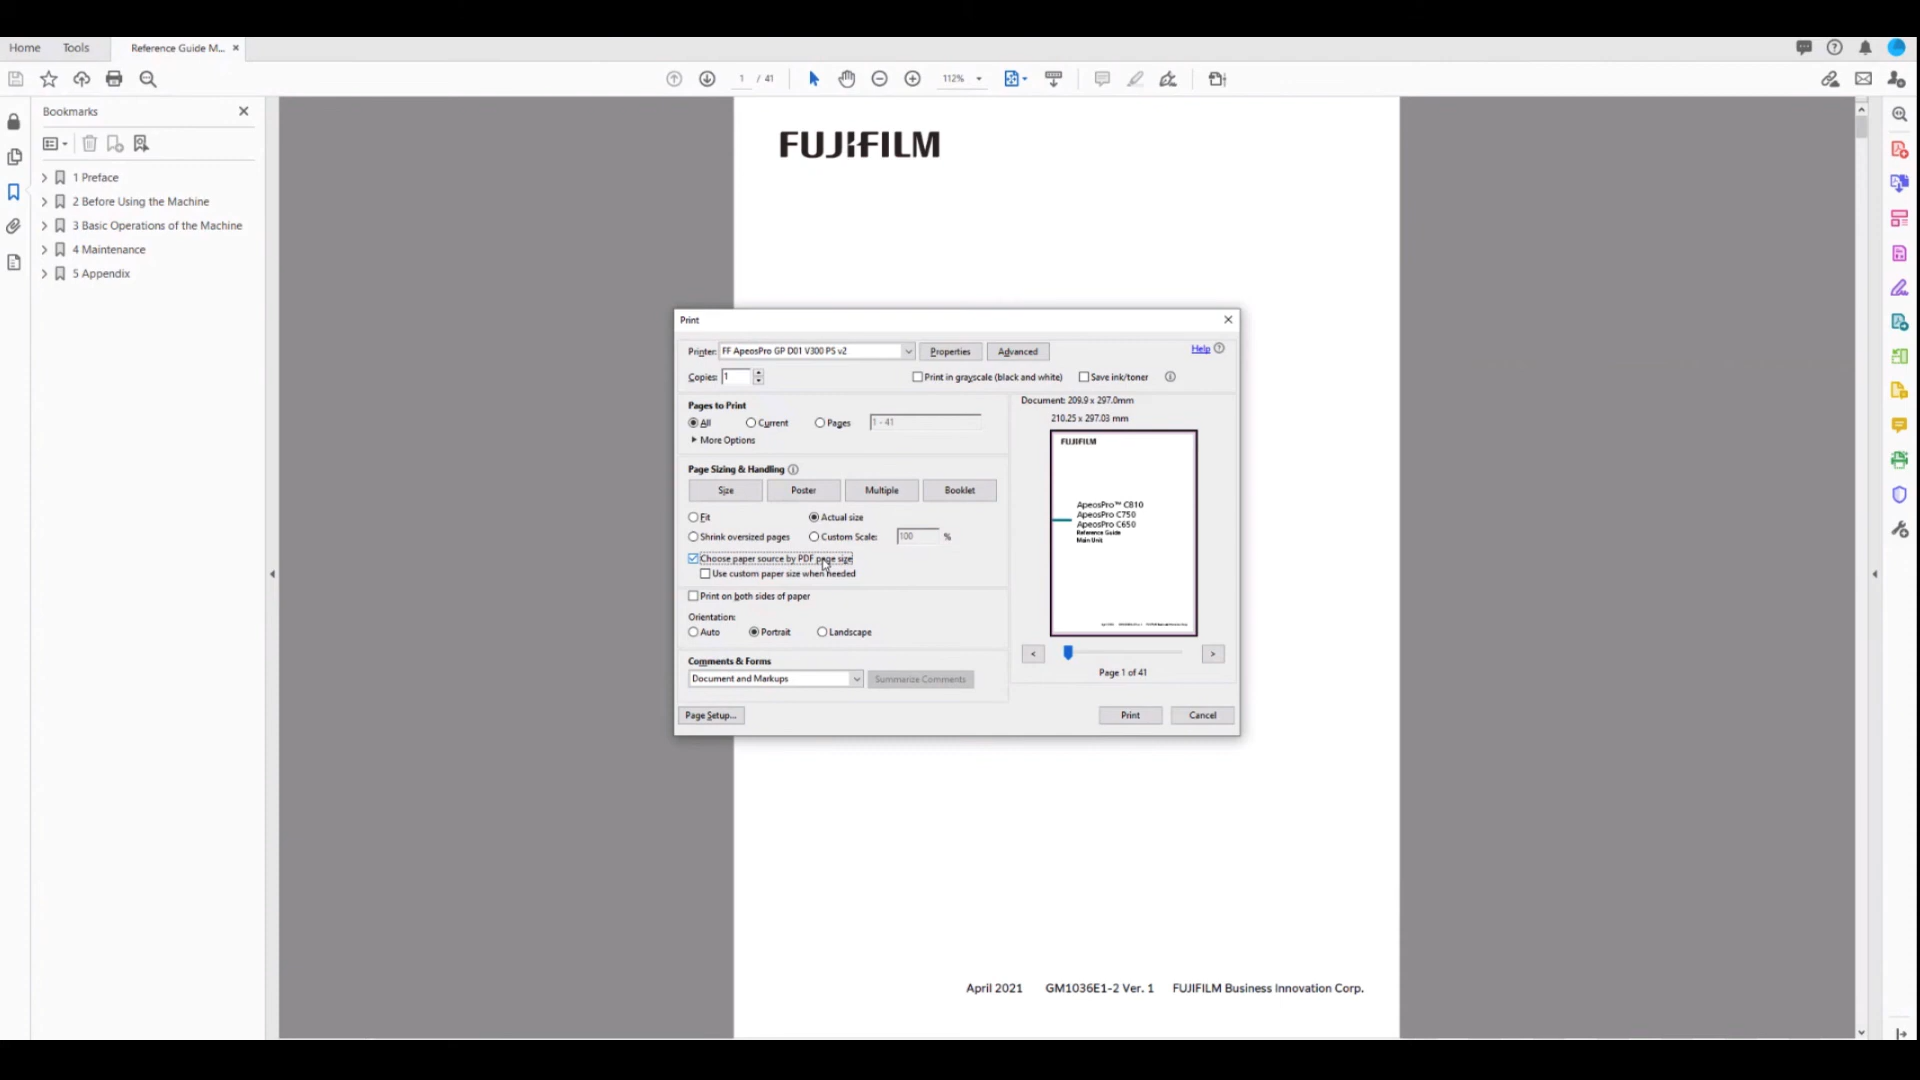 Home
Tools
Reference Guide M...
1 / 41
112%
Bookmarks
1 Preface
2 Before Using the Machine
3 Basic Operations of the Machine
4 Maintenance
5 Appendix
FUJIFILM
Print
Printer: FF ApeosPro GP D01 V300 PS v2
Properties
Advanced
Help
Copies: 1
Print in grayscale (black and white)
Save ink/toner
Pages to Print
All
Current
Pages
1 - 41
More Options
Page Sizing & Handling
Size
Poster
Multiple
Booklet
Fit
Actual size
Shrink oversized pages
Custom Scale: 100 %
Choose paper source by PDF page size
Use custom paper size when needed
Print on both sides of paper
Orientation:
Auto
Portrait
Landscape
Comments & Forms
Document and Markups
Summarize Comments
Document: 209.9 x 297.0mm
210.25 x 297.03 mm
FUJIFILM
ApeosPro™ C810
ApeosPro C750
ApeosPro C650
Reference Guide
Main Unit
<
>
Page 1 of 41
Page Setup...
Print
Cancel
April 2021 GM1036E1-2 Ver. 1 FUJIFILM Business Innovation Corp.